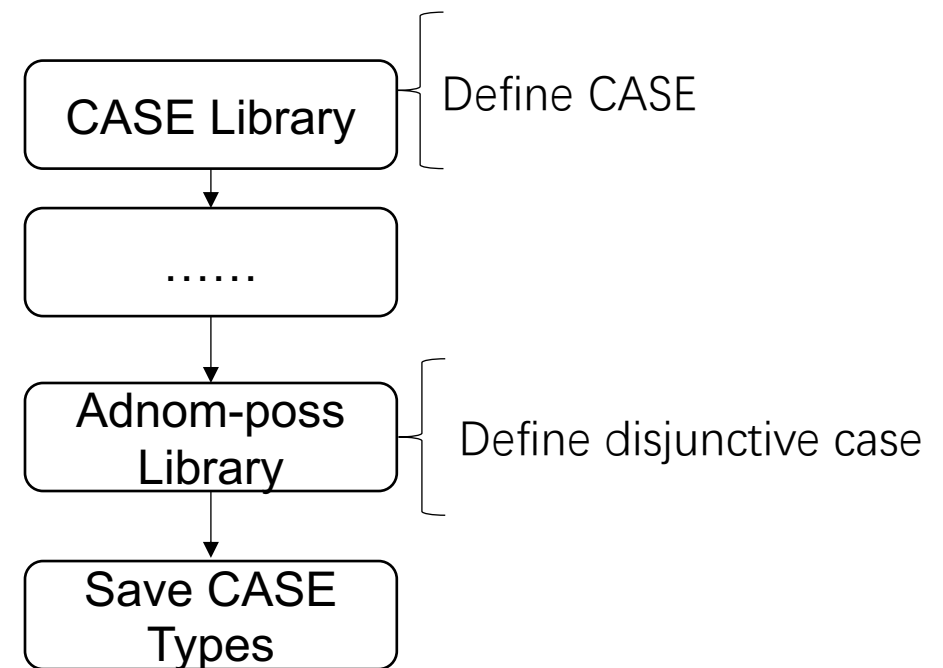 CASE Library
Define CASE
……
Adnom-poss
Library
Define disjunctive case
Save CASE
Types